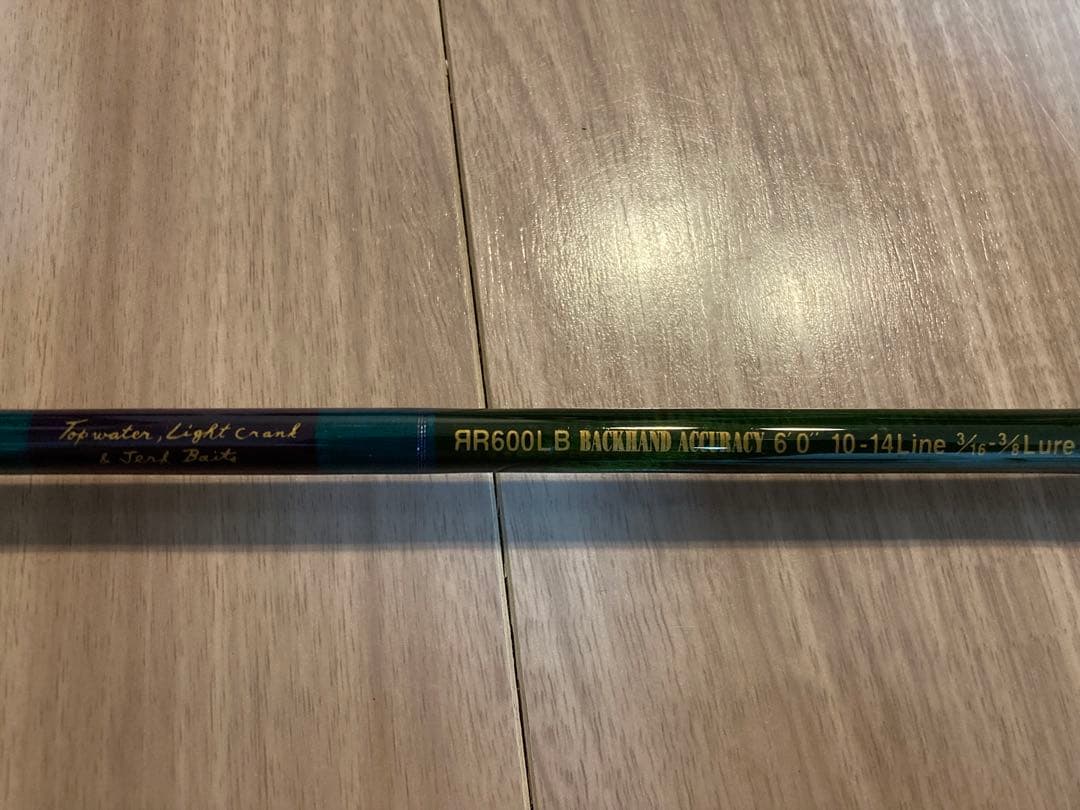 Topwater, Light crank
& Jerk Baits
ЯR600LB BACKHAND ACCURACY 6'0" 10-14Line 3/16-3/8Lure